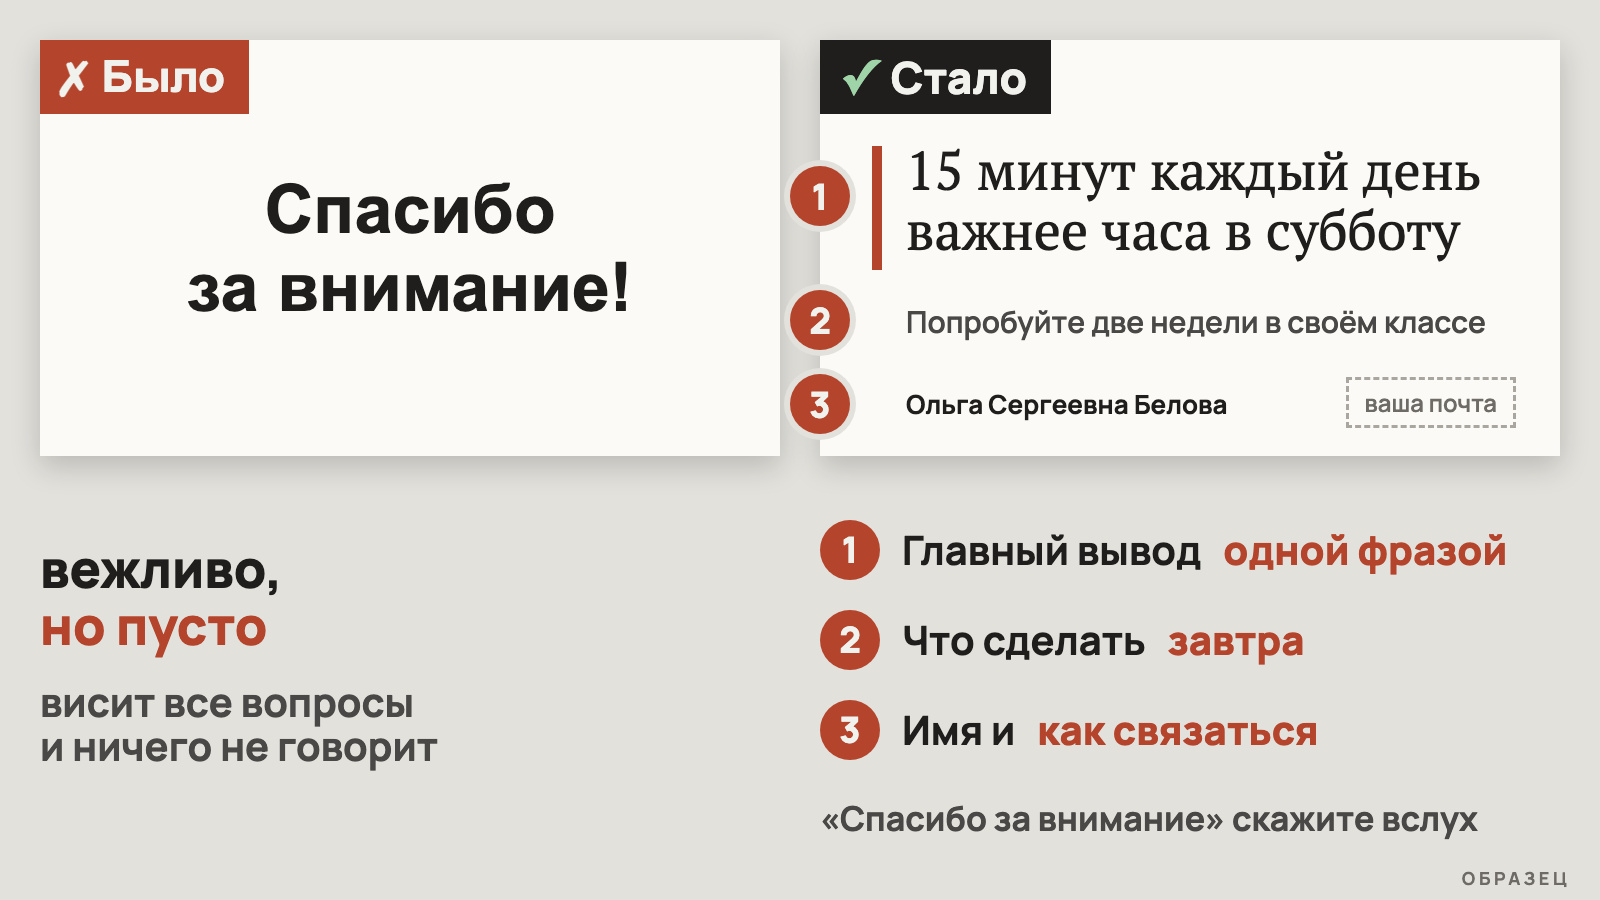 ✗ Было
Спасибо
за внимание!
вежливо,
но пусто
висит все вопросы
и ничего не говорит
✓ Стало
1
15 минут каждый день
важнее часа в субботу
2
Попробуйте две недели в своём классе
3
Ольга Сергеевна Белова
ваша почта
1 Главный вывод одной фразой
2 Что сделать завтра
3 Имя и как связаться
«Спасибо за внимание» скажите вслух
ОБРАЗЕЦ